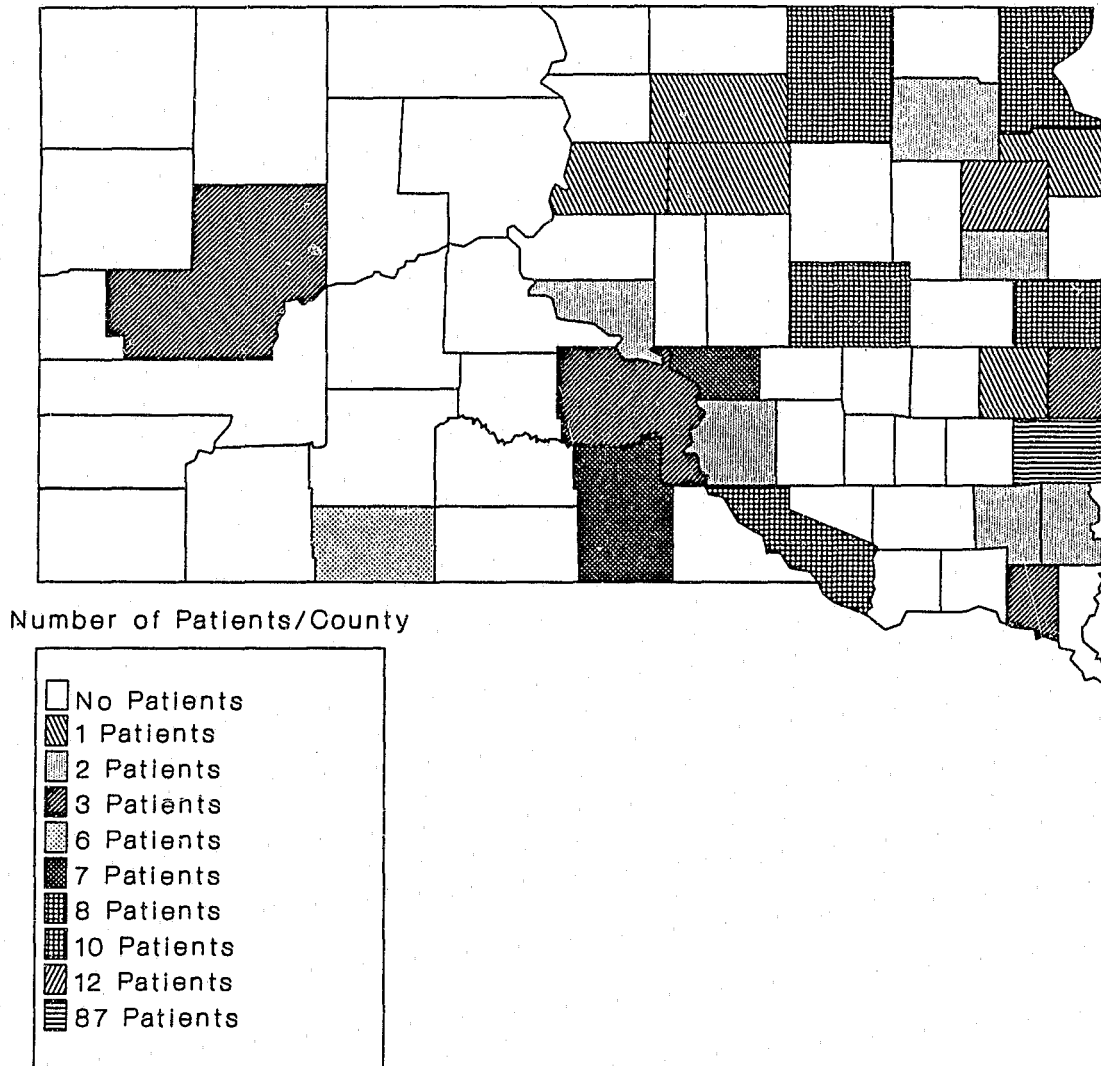 Number of Patients/County
No Patients
1 Patients
2 Patients
3 Patients
6 Patients
7 Patients
8 Patients
10 Patients
12 Patients
87 Patients